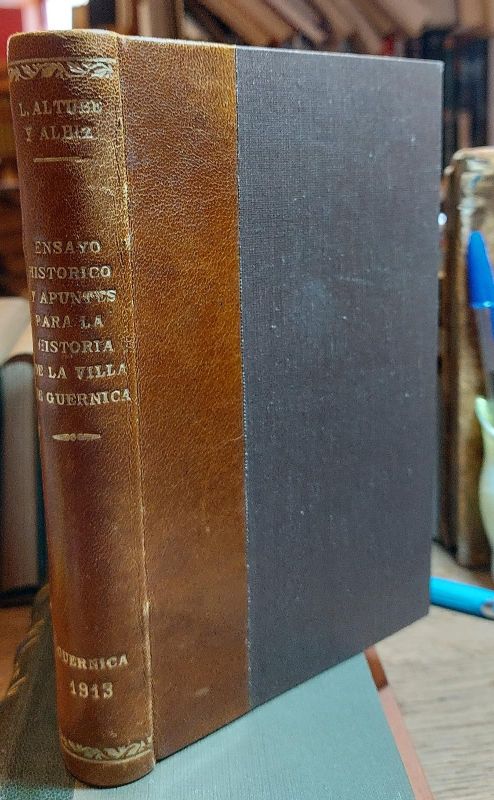 L. ALTUBE
Y ALBIZ
ENSAYO
HISTORICO
Y APUNTES
PARA LA
HISTORIA
DE LA VILLA
DE GUERNICA
GUERNICA
1913